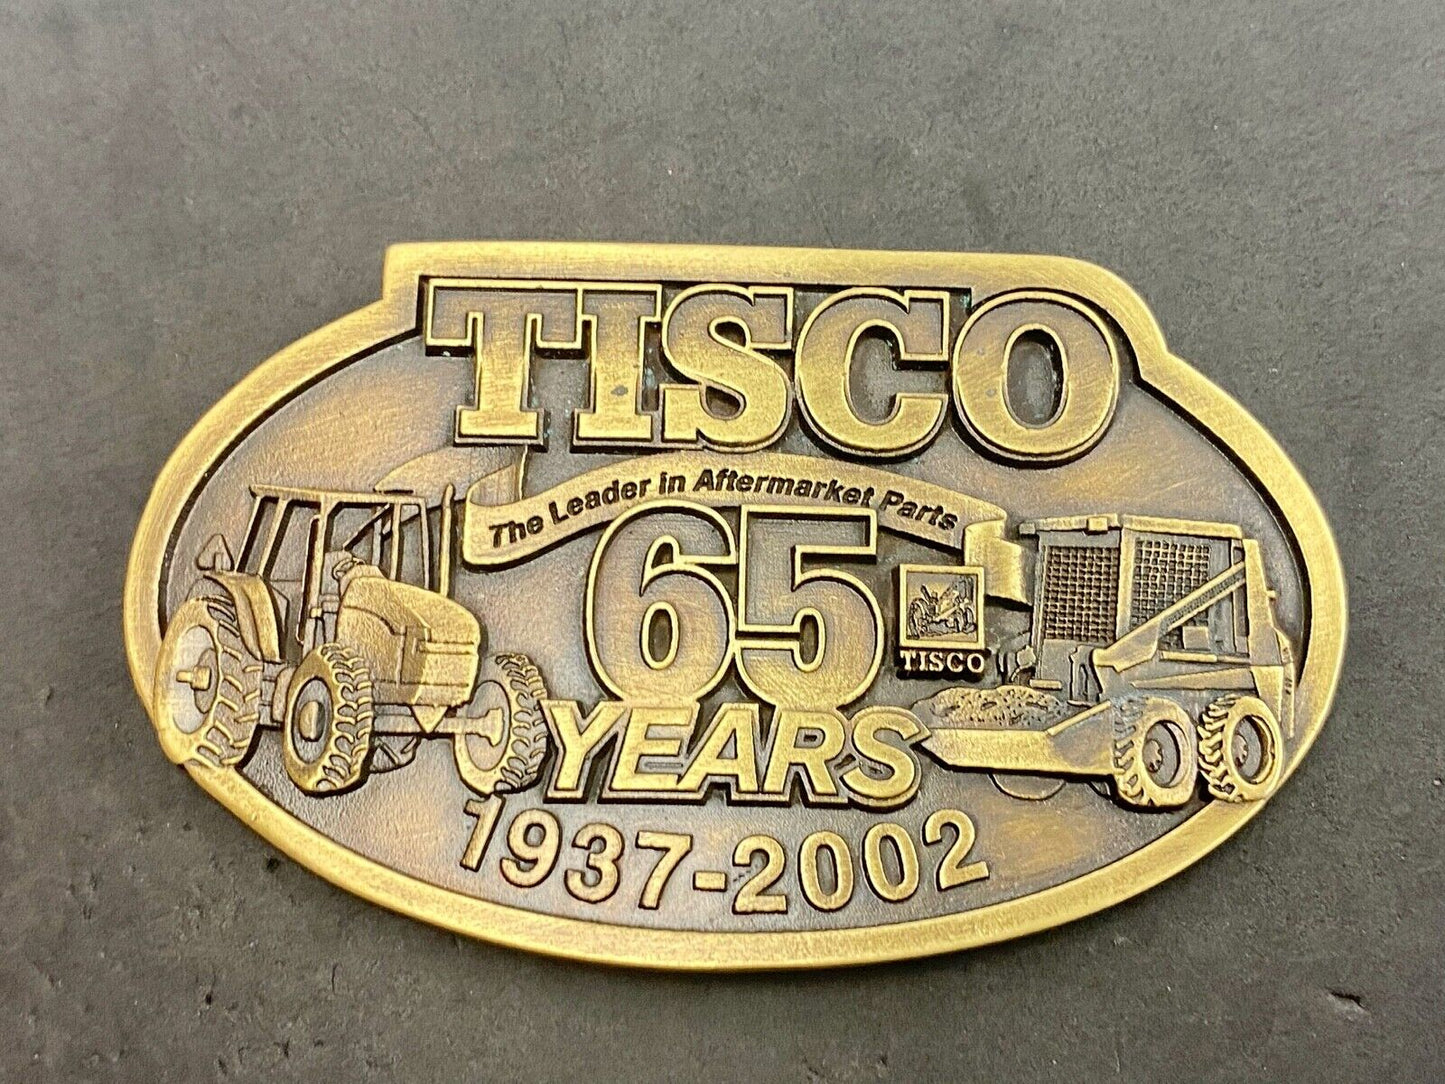 TISCO
The Leader in Aftermarket Parts
65
TISCO
YEARS
1937-2002